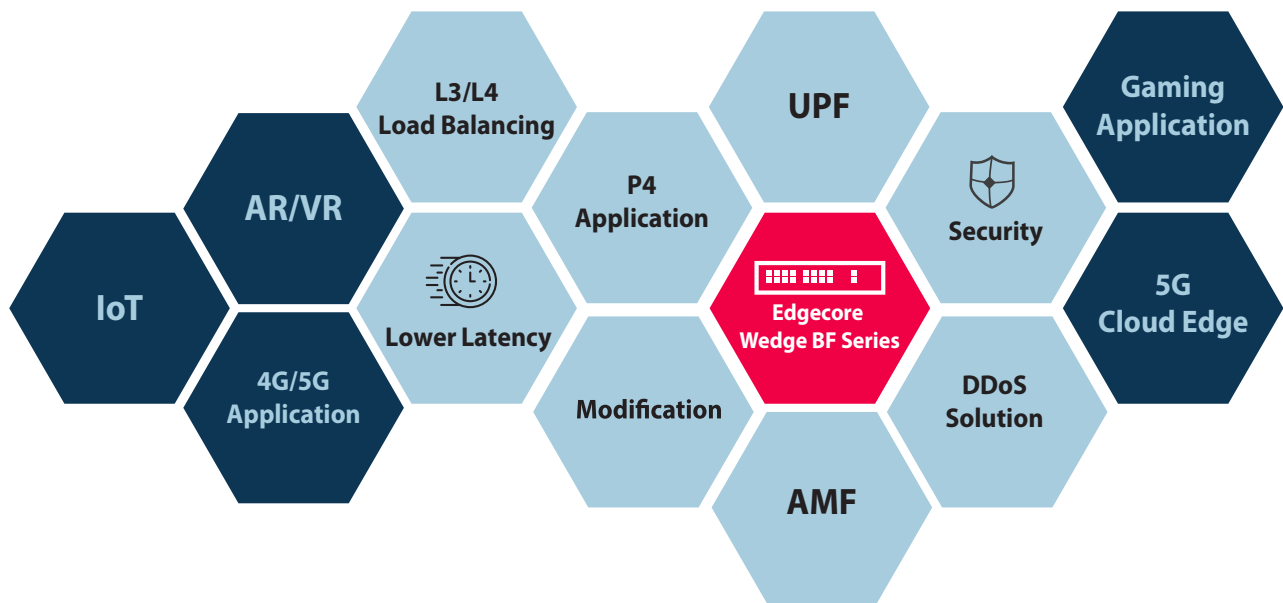 L3/L4
Load Balancing
UPF
Gaming
Application
AR/VR
P4
Application
Security
IoT
Lower Latency
Edgecore
Wedge BF Series
5G
Cloud Edge
4G/5G
Application
Modification
DDoS
Solution
AMF